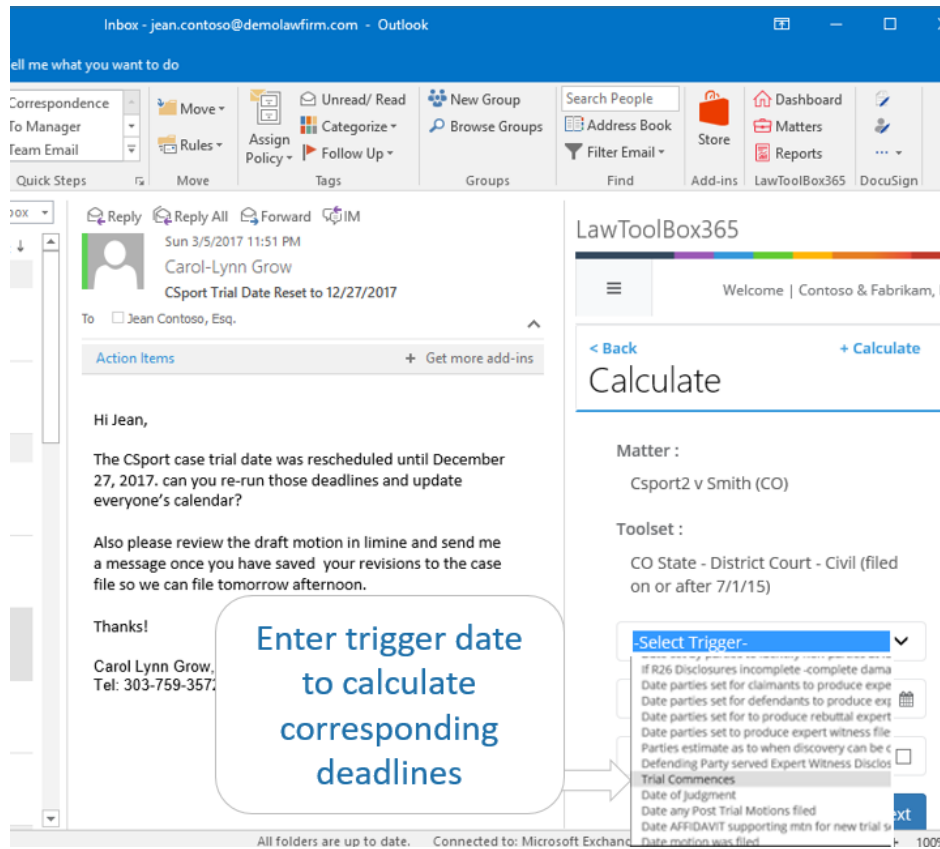 Inbox - jean.contoso@demolawfirm.com - Outlook
ell me what you want to do
Correspondence
To Manager
Team Email
Quick Steps
Move
Rules
Move
Assign
Policy
Unread/ Read
Categorize
Follow Up
Tags
New Group
Browse Groups
Groups
Search People
Address Book
Filter Email
Find
Store
Add-ins
Dashboard
Matters
Reports
LawToolBox365
DocuSign
box
Reply Reply All Forward IM
Sun 3/5/2017 11:51 PM
Carol-Lynn Grow
CSport Trial Date Reset to 12/27/2017
To Jean Contoso, Esq.
Action Items + Get more add-ins
Hi Jean,
The CSport case trial date was rescheduled until December
27, 2017. can you re-run those deadlines and update
everyone's calendar?
Also please review the draft motion in limine and send me
a message once you have saved your revisions to the case
file so we can file tomorrow afternoon.
Thanks!
Carol Lynn Grow,
Tel: 303-759-3572
Enter trigger date
to calculate
corresponding
deadlines
LawToolBox365
Welcome | Contoso & Fabrikam,
< Back + Calculate
Calculate
Matter :
Csport2 v Smith (CO)
Toolset :
CO State - District Court - Civil (filed
on or after 7/1/15)
-Select Trigger-
If R26 Disclosures incomplete -complete dama
Date parties set for claimants to produce expe
Date parties set for defendants to produce exp
Date parties set for to produce rebuttal expert
Date parties set to produce expert witness file
Parties estimate as to when discovery can be c
Defending Party served Expert Witness Disclos
Trial Commences
Date of Judgment
Date any Post Trial Motions filed
Date AFFIDAVIT supporting mtn for new trial se
Date motion was filed
ext
All folders are up to date. Connected to: Microsoft Exchang
100%